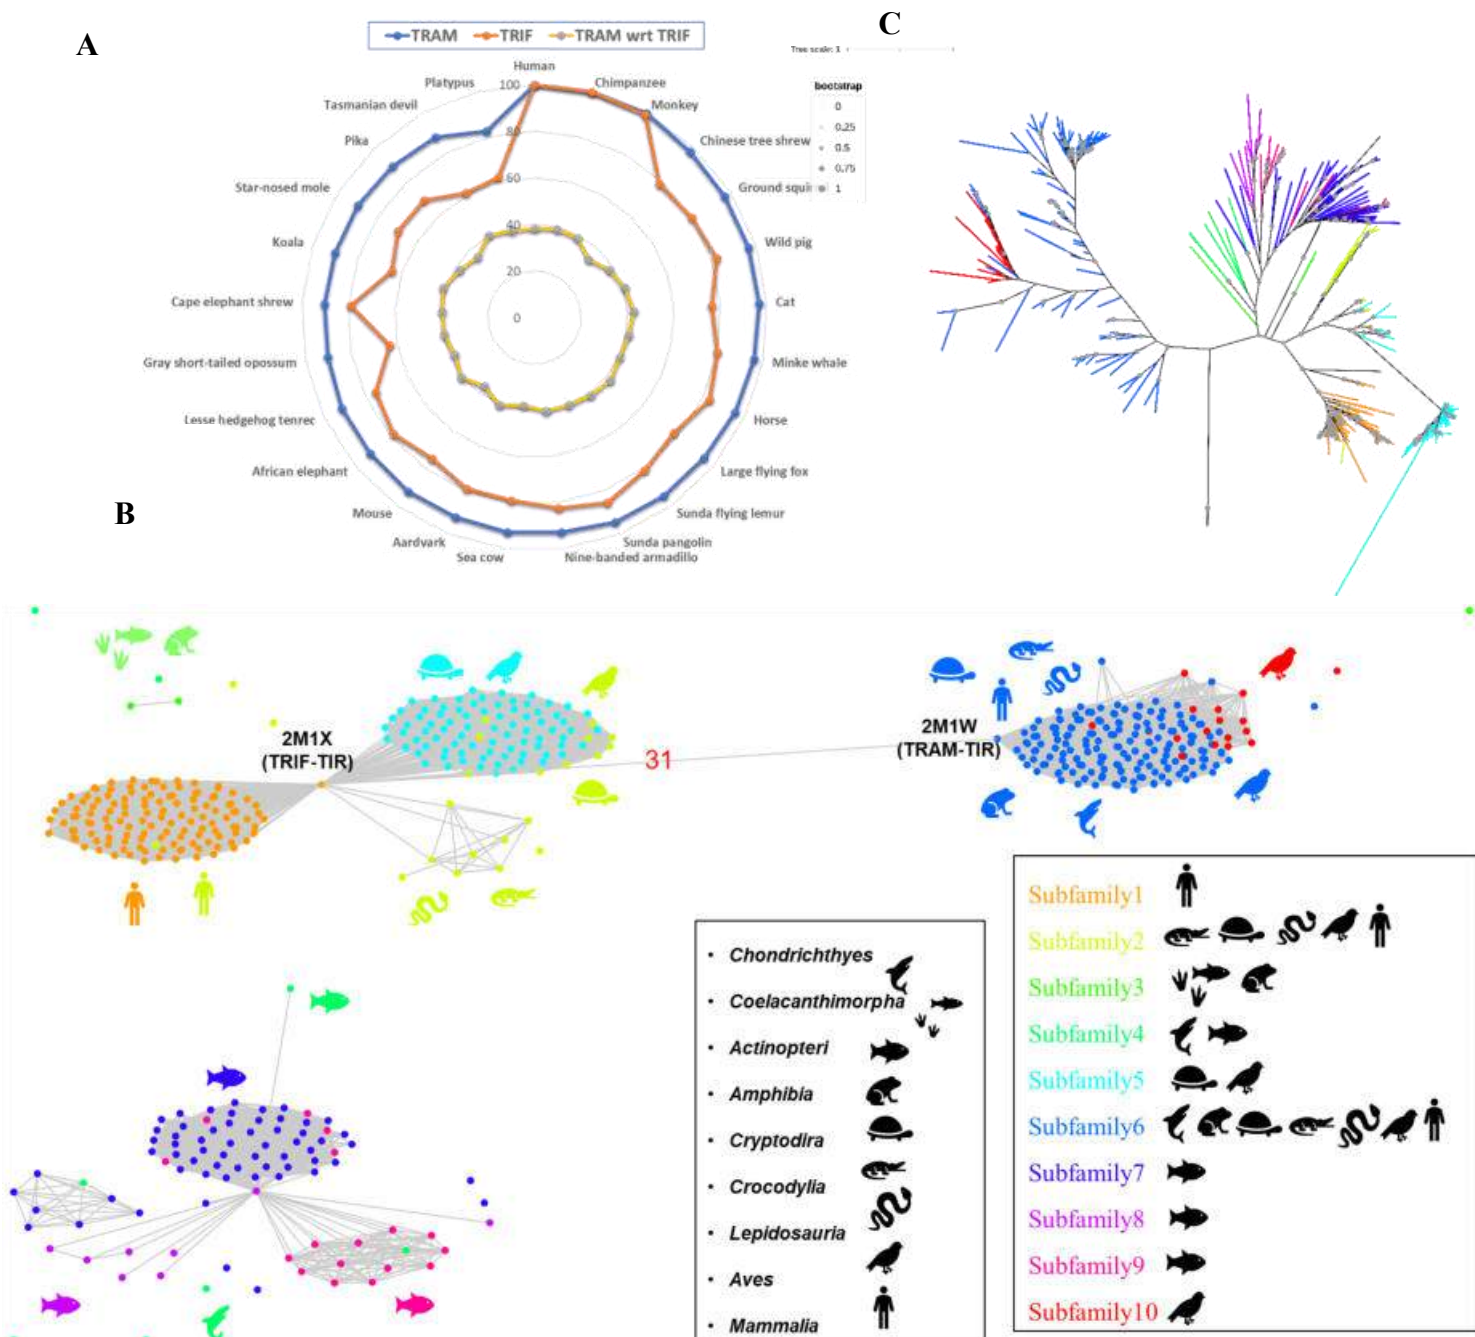 A
TRAM TRIF TRAM wrt TRIF
C
Tree scale: 1
bootstrap
0
0.25
0.5
0.75
1
Human
Chimpanzee
Monkey
Chinese tree shrew
Ground squi
Wild pig
Cat
Minke whale
Horse
Large flying fox
Sunda flying lemur
Sunda pangolin
Nine-banded armadillo
Sea cow
Aardvark
Mouse
African elephant
Lesse hedgehog tenrec
Gray short-tailed opossum
Cape elephant shrew
Koala
Star-nosed mole
Pika
Tasmanian devil
Platypus
100
80
60
40
20
0
B
2M1X
(TRIF-TIR)
31
2M1W
(TRAM-TIR)
• Chondrichthyes
• Coelacanthimorpha
• Actinopteri
• Amphibia
• Cryptodira
• Crocodylia
• Lepidosauria
• Aves
• Mammalia
Subfamily1
Subfamily2
Subfamily3
Subfamily4
Subfamily5
Subfamily6
Subfamily7
Subfamily8
Subfamily9
Subfamily10